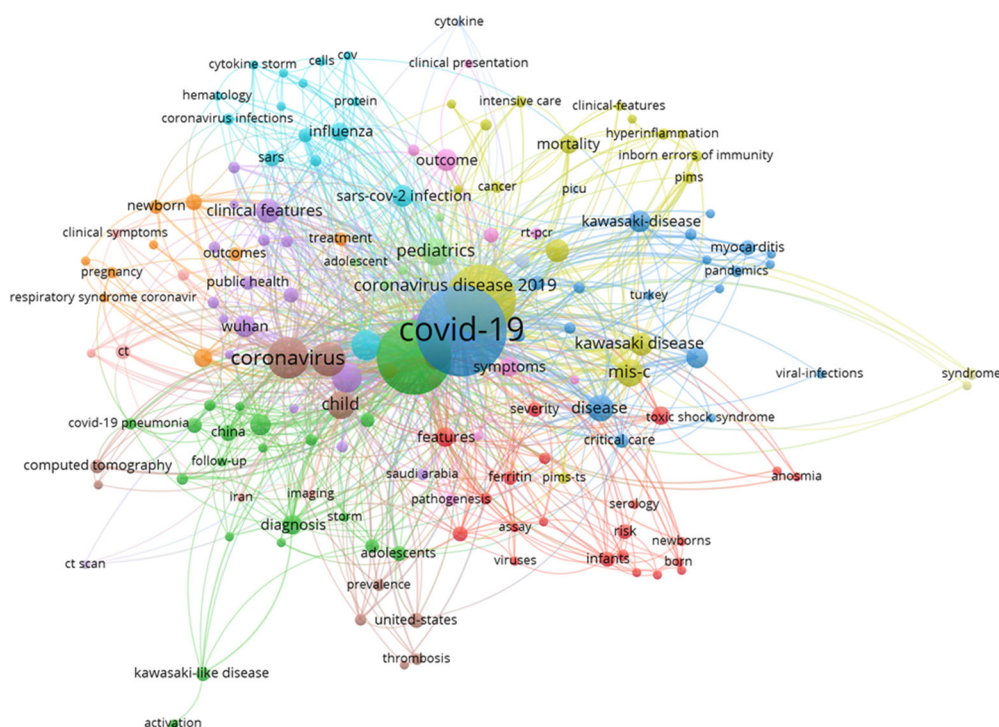 cytokine
cytokine storm
cells
cov
clinical presentation
hematology
protein
intensive care
clinical-features
coronavirus infections
influenza
hyperinflammation
mortality
sars
outcome
inborn errors of immunity
pims
cancer
picu
sars-cov-2 infection
newborn
clinical features
kawasaki-disease
clinical symptoms
treatment
rt-pcr
outcomes
pediatrics
myocarditis
adolescent
pregnancy
pandemics
public health
coronavirus disease 2019
respiratory syndrome coronavir
turkey
wuhan
covid-19
kawasaki disease
ct
coronavirus
symptoms
mis-c
viral-infections
syndrome
child
severity
disease
toxic shock syndrome
covid-19 pneumonia
china
features
critical care
computed tomography
follow-up
saudi arabia
ferritin
pims-ts
anosmia
iran
imaging
pathogenesis
serology
diagnosis
storm
assay
risk
newborns
adolescents
viruses
infants
born
ct scan
prevalence
united-states
thrombosis
kawasaki-like disease
activation